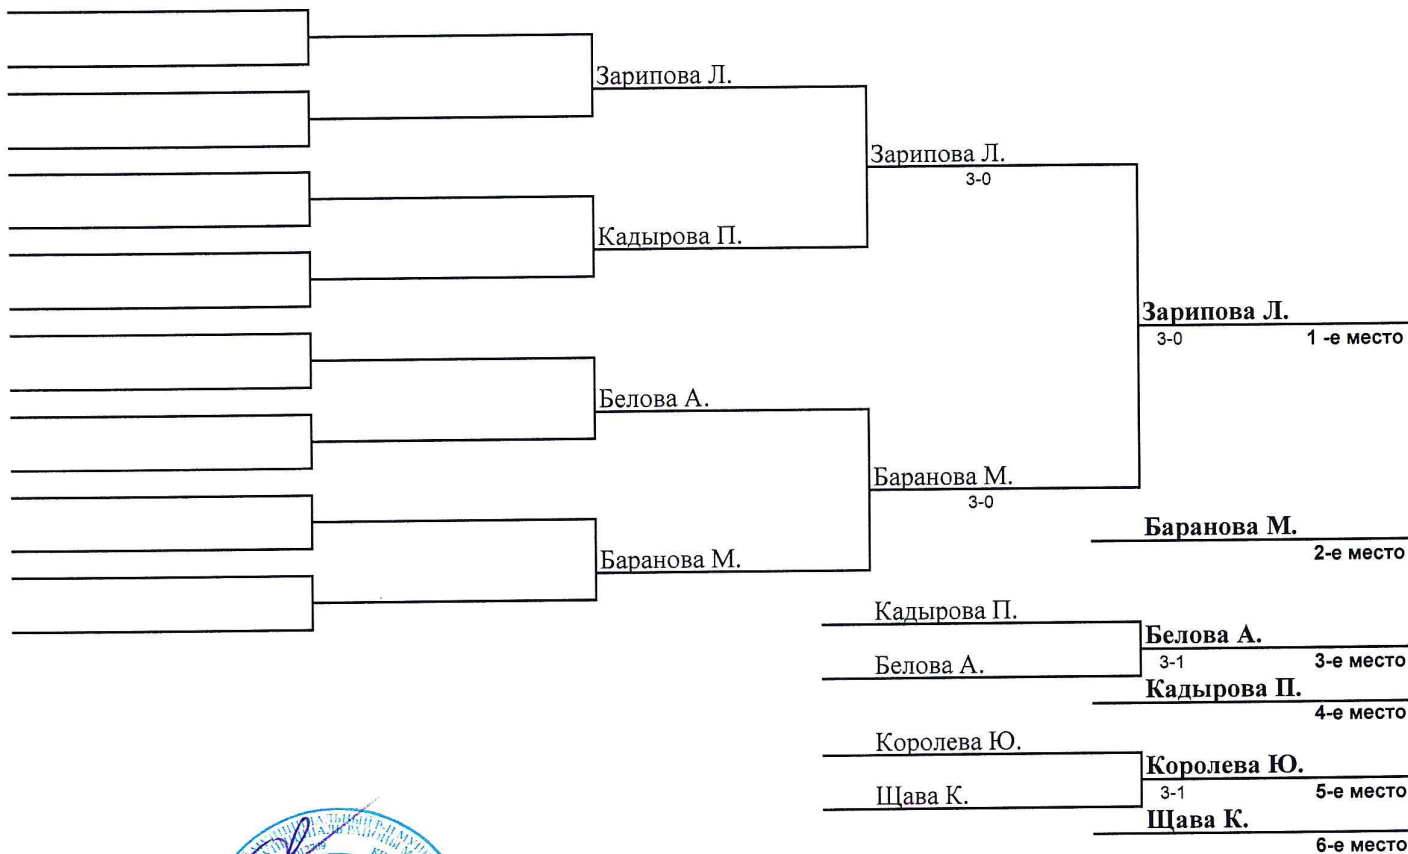 Зарипова Л.
Зарипова Л.
3-0
Кадырова П.
Зарипова Л.
3-0 1 -е место
Белова А.
Баранова М.
3-0
Баранова М.
2-е место
Баранова М.
Кадырова П.
Белова А.
3-1 3-е место
Белова А.
Кадырова П.
4-е место
Королева Ю.
Королева Ю.
3-1 5-е место
Щава К.
Щава К.
6-е место